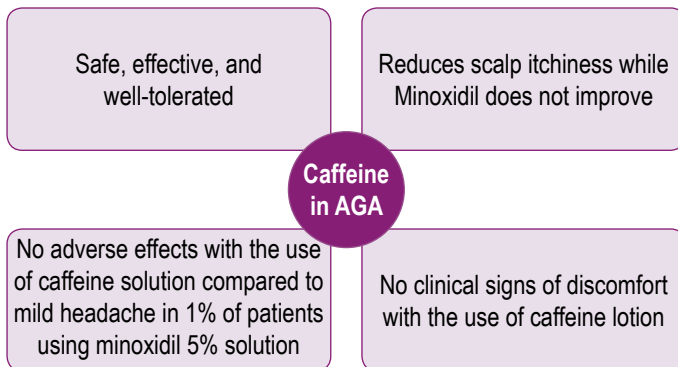 Safe, effective, and
well-tolerated
Reduces scalp itchiness while
Minoxidil does not improve
Caffeine
in AGA
No adverse effects with the use
of caffeine solution compared to
mild headache in 1% of patients
using minoxidil 5% solution
No clinical signs of discomfort
with the use of caffeine lotion